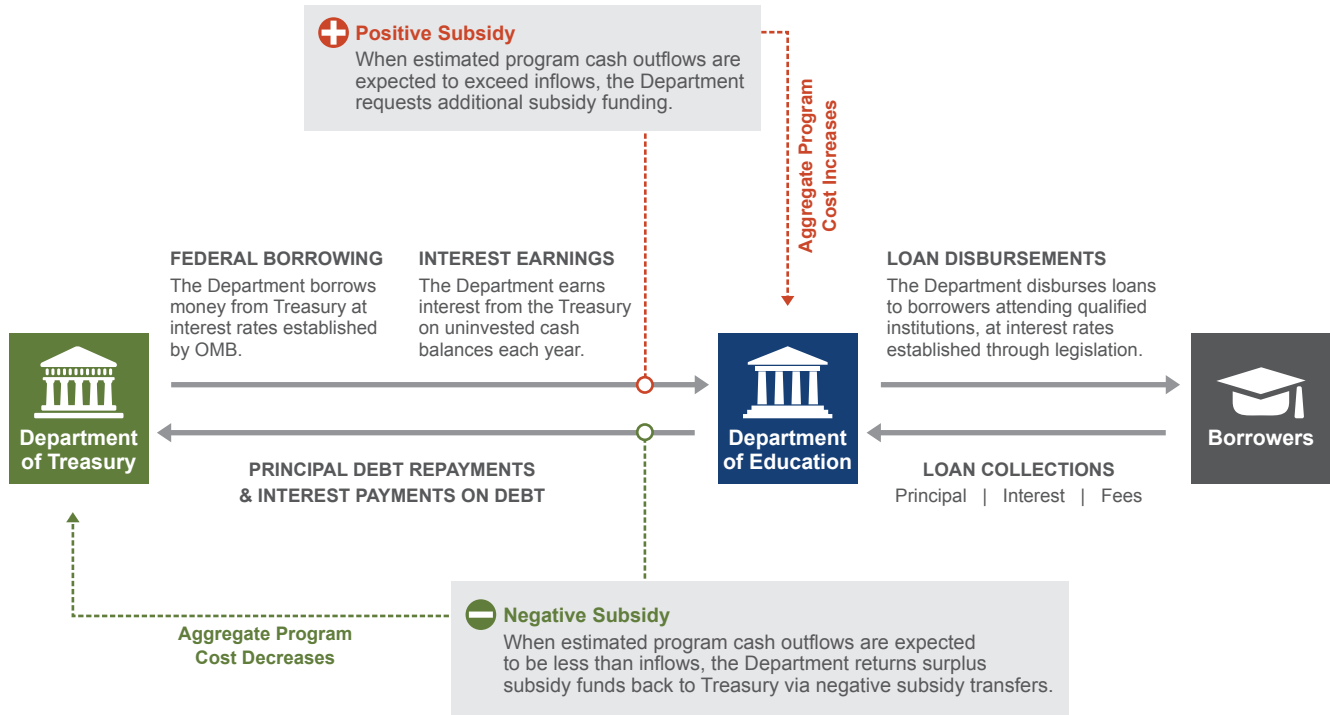 Positive Subsidy
When estimated program cash outflows are
expected to exceed inflows, the Department
requests additional subsidy funding.
Aggregate Program
Cost Increases
FEDERAL BORROWING
The Department borrows
money from Treasury at
interest rates established
by OMB.
INTEREST EARNINGS
The Department earns
interest from the Treasury
on uninvested cash
balances each year.
LOAN DISBURSEMENTS
The Department disburses loans
to borrowers attending qualified
institutions, at interest rates
established through legislation.
Department
of Treasury
Department
of Education
Borrowers
PRINCIPAL DEBT REPAYMENTS
& INTEREST PAYMENTS ON DEBT
LOAN COLLECTIONS
Principal | Interest | Fees
Aggregate Program
Cost Decreases
Negative Subsidy
When estimated program cash outflows are expected
to be less than inflows, the Department returns surplus
subsidy funds back to Treasury via negative subsidy transfers.